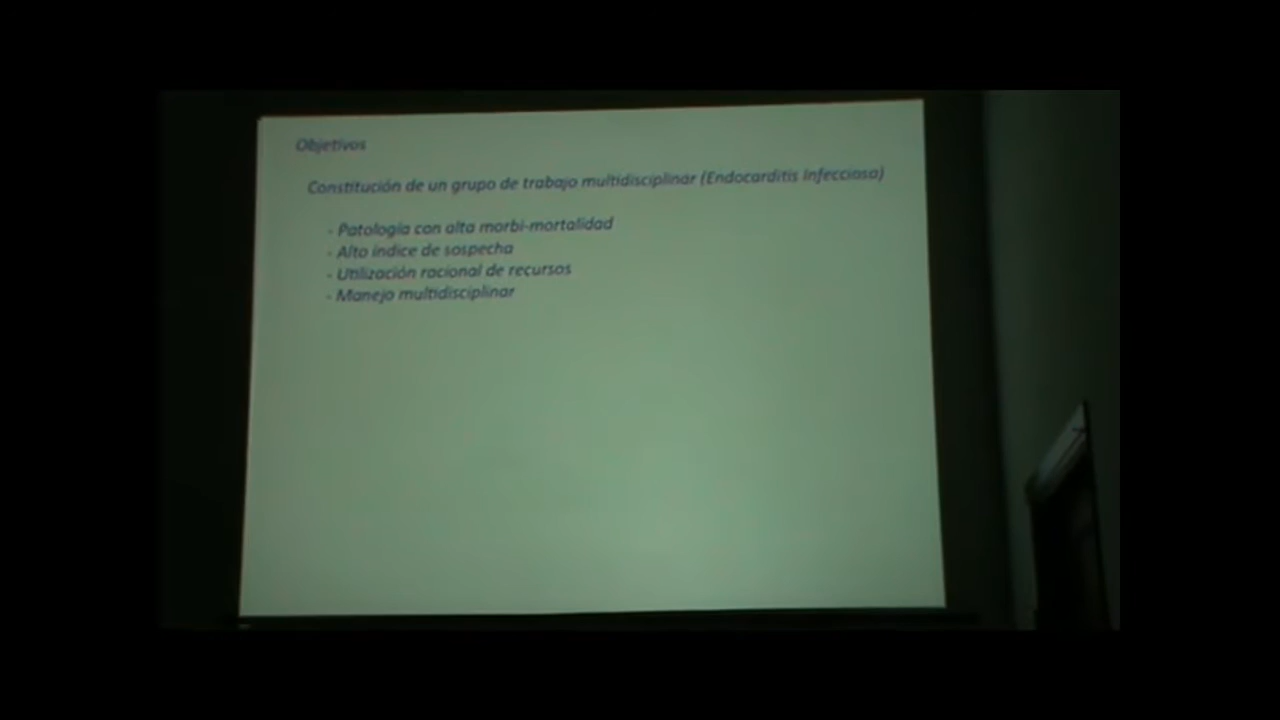 Objetivos
Constitución de un grupo de trabajo multidisciplinar (Endocarditis Infecciosa)
- Patología con alta morbi-mortalidad
- Alto índice de sospecha
- Utilización racional de recursos
- Manejo multidisciplinar